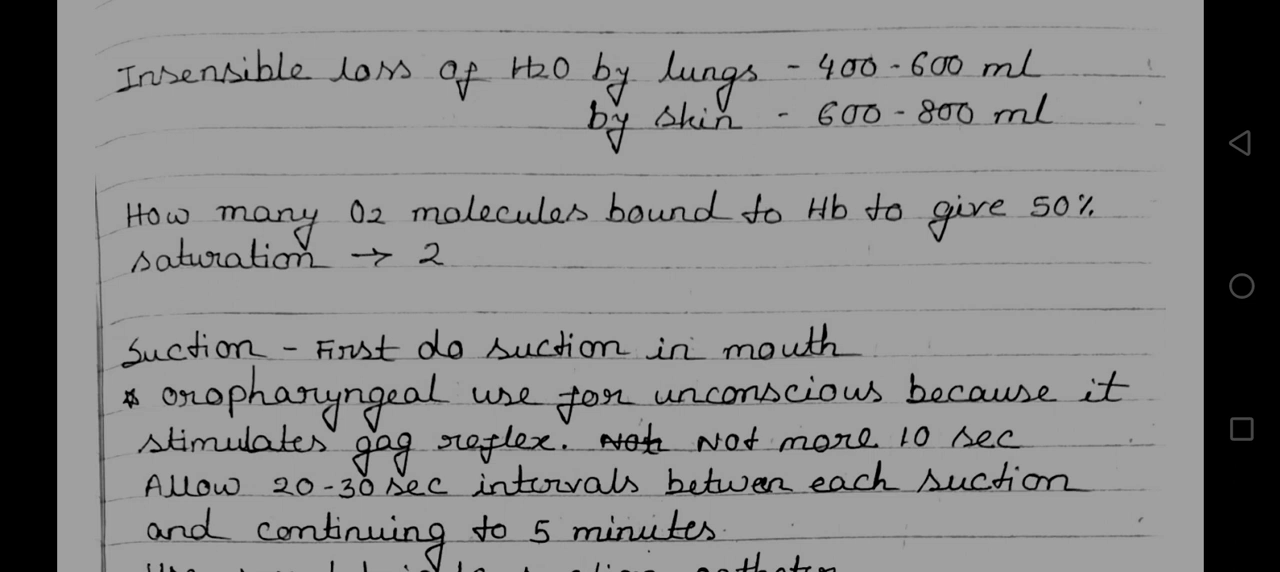 Insensible loss of H2O by lungs - 400-600 ml
by skin - 600-800 ml
How many O2 molecules bound to Hb to give 50%
saturation → 2
Suction - First do suction in mouth
* oropharyngeal use for unconscious because it
stimulates gag reflex. Not Not more 10 sec
Allow 20-30 sec intervals betwen each suction
and continuing to 5 minutes